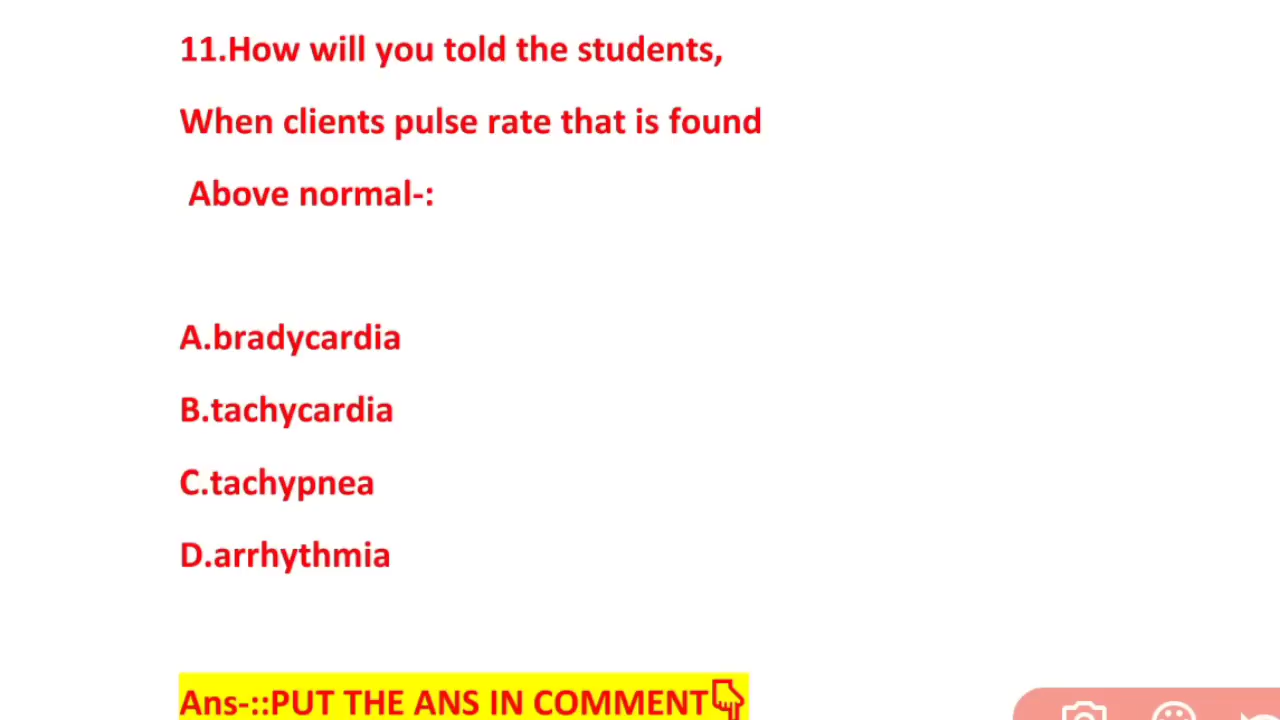 11.How will you told the students,
When clients pulse rate that is found
Above normal-:
A.bradycardia
B.tachycardia
C.tachypnea
D.arrhythmia
Ans-::PUT THE ANS IN COMMENT👇